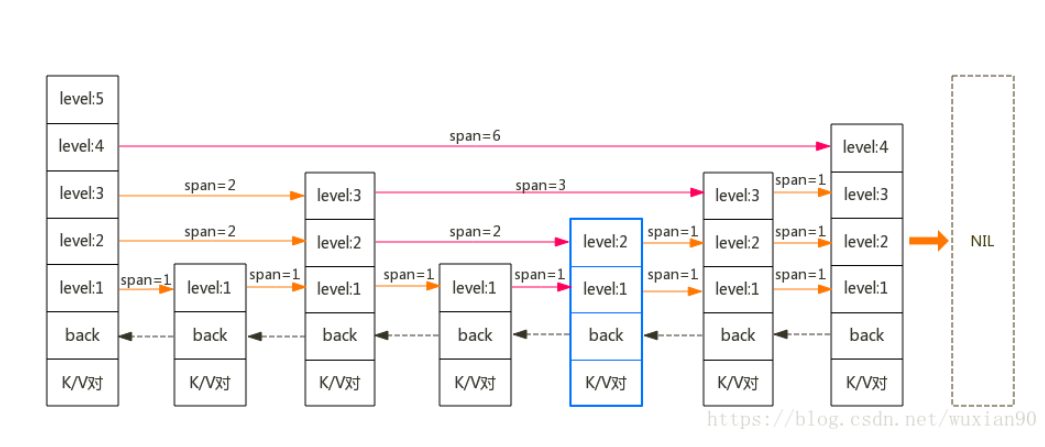 level:5
span=6
level:4 level:4
span=2 span=3 span=1
level:3 level:3 level:3 level:3
span=2 span=2 span=1 span=1
level:2 level:2 level:2 level:2 level:2 NIL
span=1 span=1 span=1 span=1 span=1 span=1
level:1 level:1 level:1 level:1 level:1 level:1 level:1
back back back back back back back
K/V对 K/V对 K/V对 K/V对 K/V对 K/V对 K/V对
https://blog.csdn.net/wuxian90